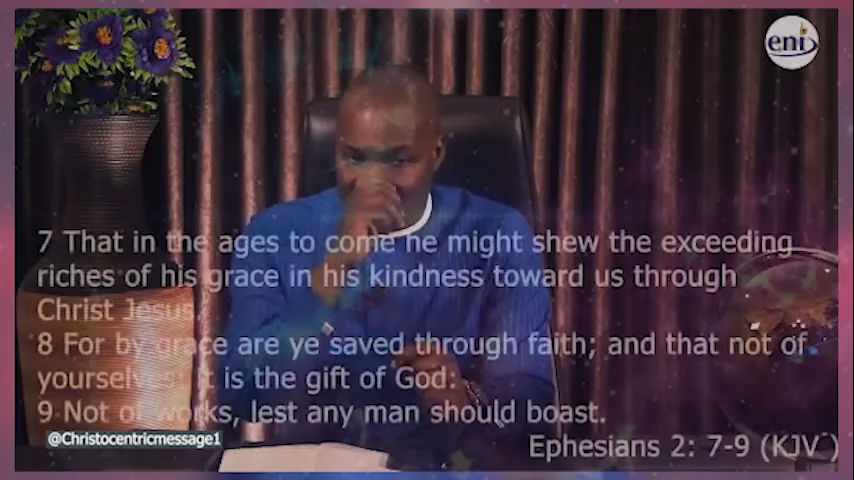 eni
7 That in the ages to come he might shew the exceeding
riches of his grace in his kindness toward us through
Christ Jesus.
8 For by grace are ye saved through faith; and that not of
yourselves: it is the gift of God:
9 Not of works, lest any man should boast.
@Christocentricmessage1
Ephesians 2: 7-9 (KJV )